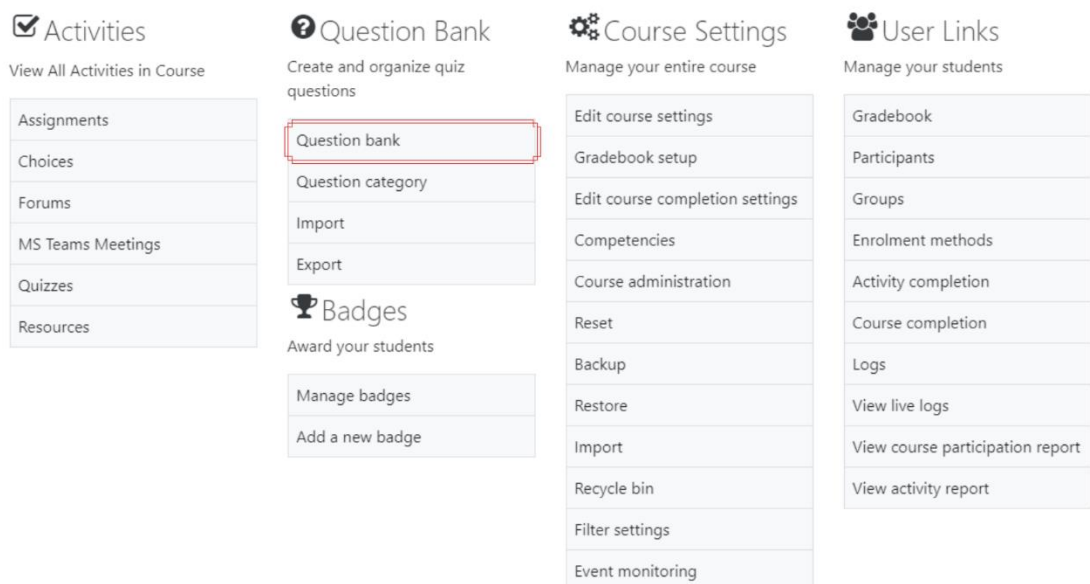 Activities
View All Activities in Course
Assignments
Choices
Forums
MS Teams Meetings
Quizzes
Resources
Question Bank
Create and organize quiz
questions
Question bank
Question category
Import
Export
Badges
Award your students
Manage badges
Add a new badge
Course Settings
Manage your entire course
Edit course settings
Gradebook setup
Edit course completion settings
Competencies
Course administration
Reset
Backup
Restore
Import
Recycle bin
Filter settings
Event monitoring
User Links
Manage your students
Gradebook
Participants
Groups
Enrolment methods
Activity completion
Course completion
Logs
View live logs
View course participation report
View activity report